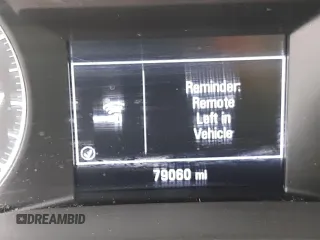 Reminder:
Remote
Left in
Vehicle
79060 mi
DREAMBID